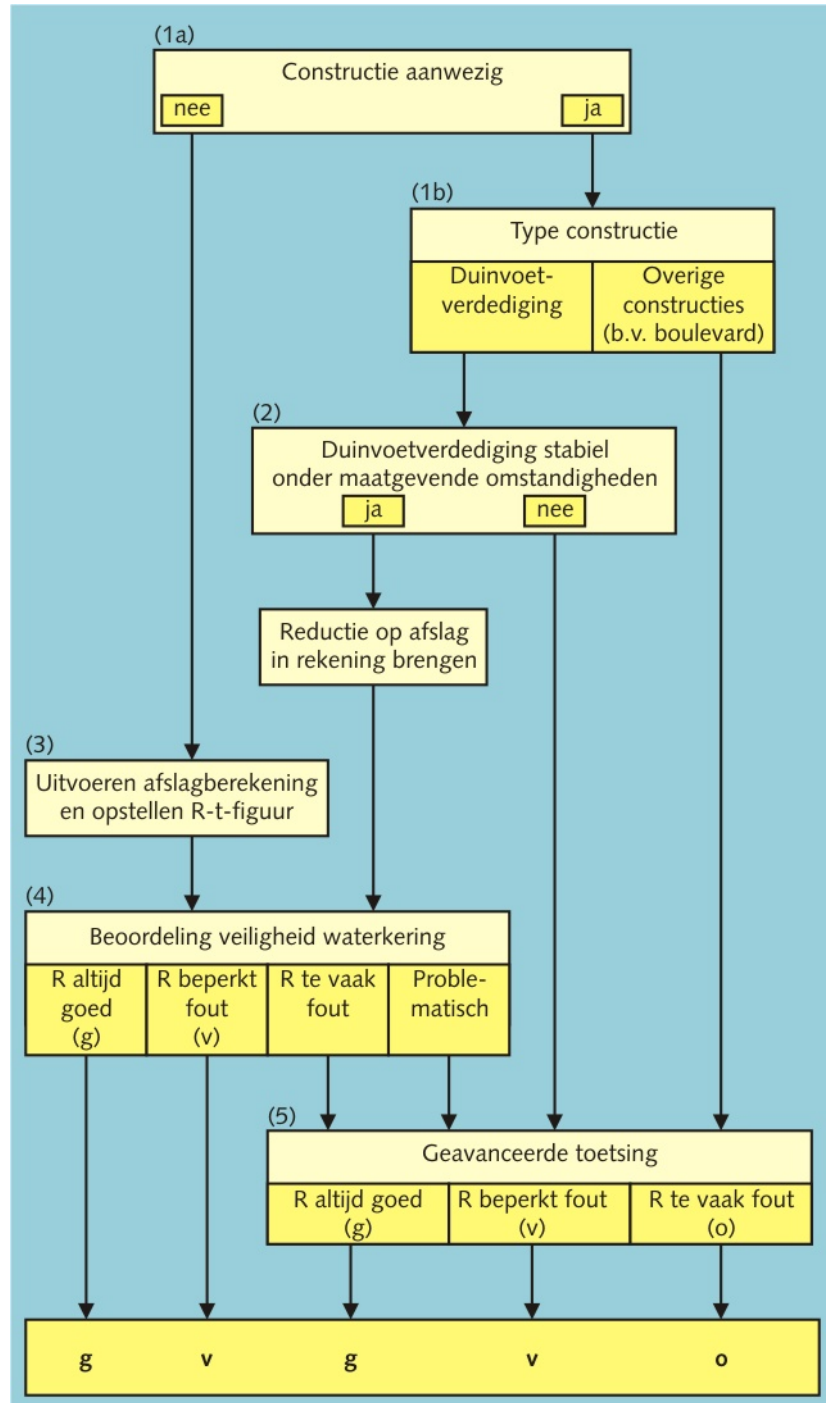 (1a)
Constructie aanwezig
nee
ja
(1b)
Type constructie
Duinvoet-
verdediging
Overige
constructies
(b.v. boulevard)
(2)
Duinvoetverdediging stabiel
onder maatgevende omstandigheden
ja
nee
Reductie op afslag
in rekening brengen
(3)
Uitvoeren afslagberekening
en opstellen R-t-figuur
(4)
Beoordeling veiligheid waterkering
R altijd
goed
(g)
R beperkt
fout
(v)
R te vaak
fout
Proble-
matisch
(5)
Geavanceerde toetsing
R altijd goed
(g)
R beperkt fout
(v)
R te vaak fout
(o)
g v g v o